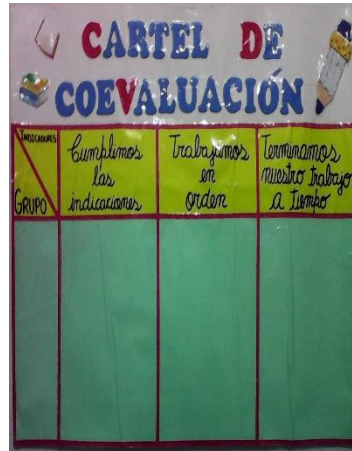 CARTEL DE
COEVALUACIÓN
INDICADORES
GRUPO
Cumplimos
las
indicaciones
Trabajamos
en
orden
Terminamos
nuestro trabajo
a tiempo